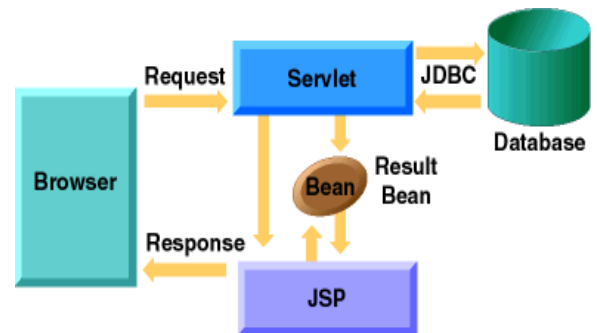 Request
Servlet
JDBC
Database
Browser
Bean
Result
Bean
Response
JSP